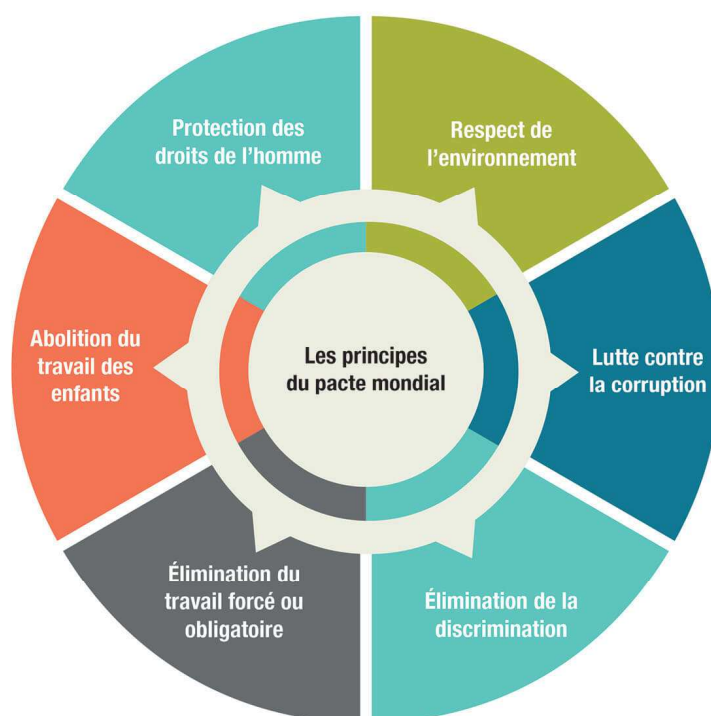 Protection des
droits de l'homme
Respect de
l'environnement
Abolition du
travail des
enfants
Les principes
du pacte mondial
Lutte contre
la corruption
Élimination du
travail forcé ou
obligatoire
Élimination de la
discrimination